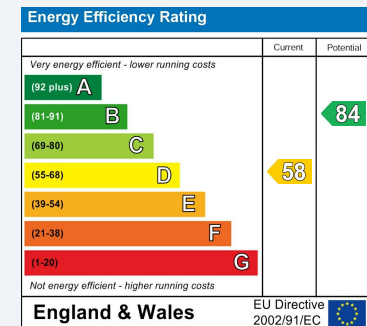 Energy Efficiency Rating
Current Potential
Very energy efficient - lower running costs
(92 plus) A
(81-91) B 84
(69-80) C
(55-68) D 58
(39-54) E
(21-38) F
(1-20) G
Not energy efficient - higher running costs
England & Wales
EU Directive
2002/91/EC